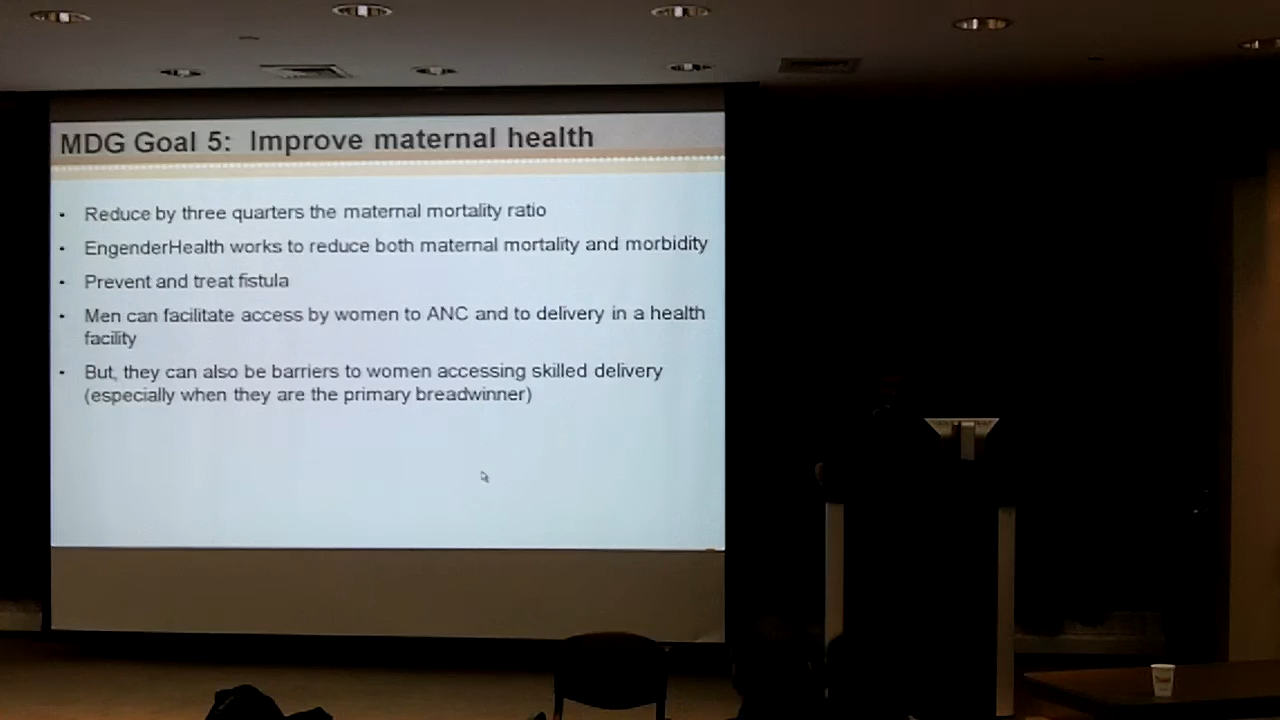 MDG Goal 5: Improve maternal health
• Reduce by three quarters the maternal mortality ratio
• EngenderHealth works to reduce both maternal mortality and morbidity
• Prevent and treat fistula
• Men can facilitate access by women to ANC and to delivery in a health
facility
• But, they can also be barriers to women accessing skilled delivery
(especially when they are the primary breadwinner)